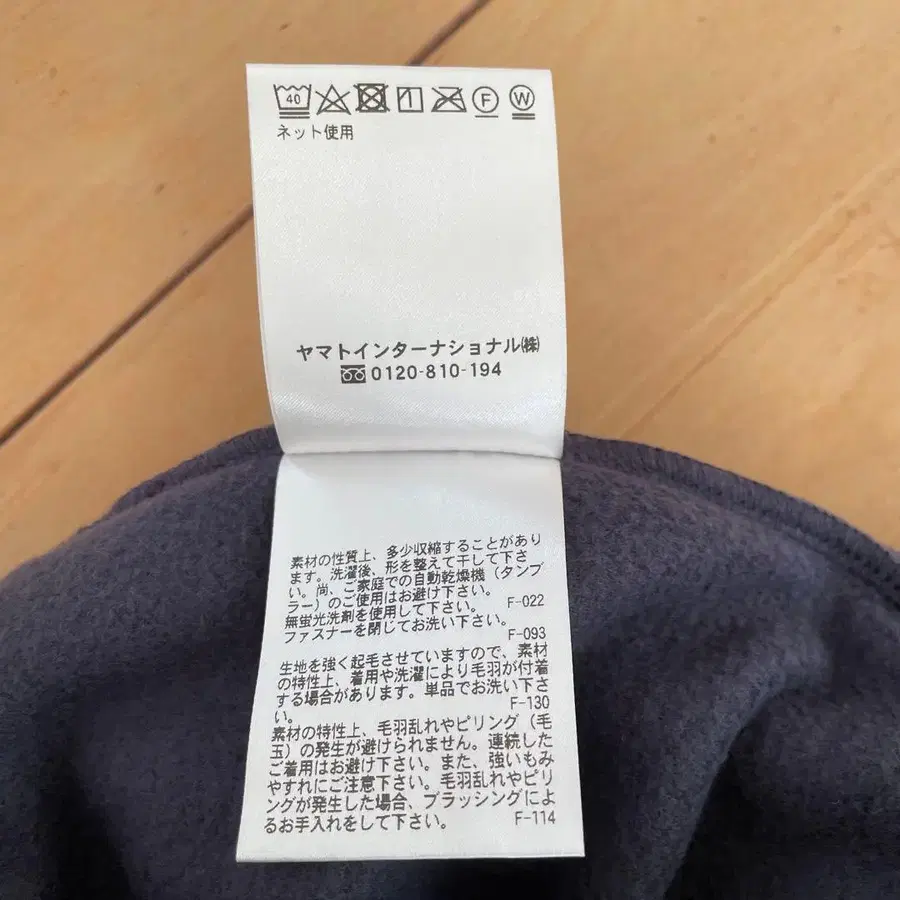 40 F W
ネット使用
ヤマトインターナショナル㈱
0120-810-194
素材の性質上、多少収縮することがあり
ます。洗濯後、形を整えて干して下さ
い。尚、ご家庭での自動乾燥機（タンブ
ラー）のご使用はお避け下さい。
無蛍光洗剤を使用して下さい。 F-022
ファスナーを閉じてお洗い下さい。
F-093
生地を強く起毛させていますので、素材
の特性上、着用や洗濯により毛羽が付着
する場合があります。単品でお洗い下さ
い。 F-130
素材の特性上、毛羽乱れやピリング（毛
玉）の発生が避けられません。連続した
ご着用はお避け下さい。また、強いもみ
やすれにご注意下さい。毛羽乱れやピリ
ングが発生した場合、ブラッシングによ
るお手入れをして下さい。 F-114